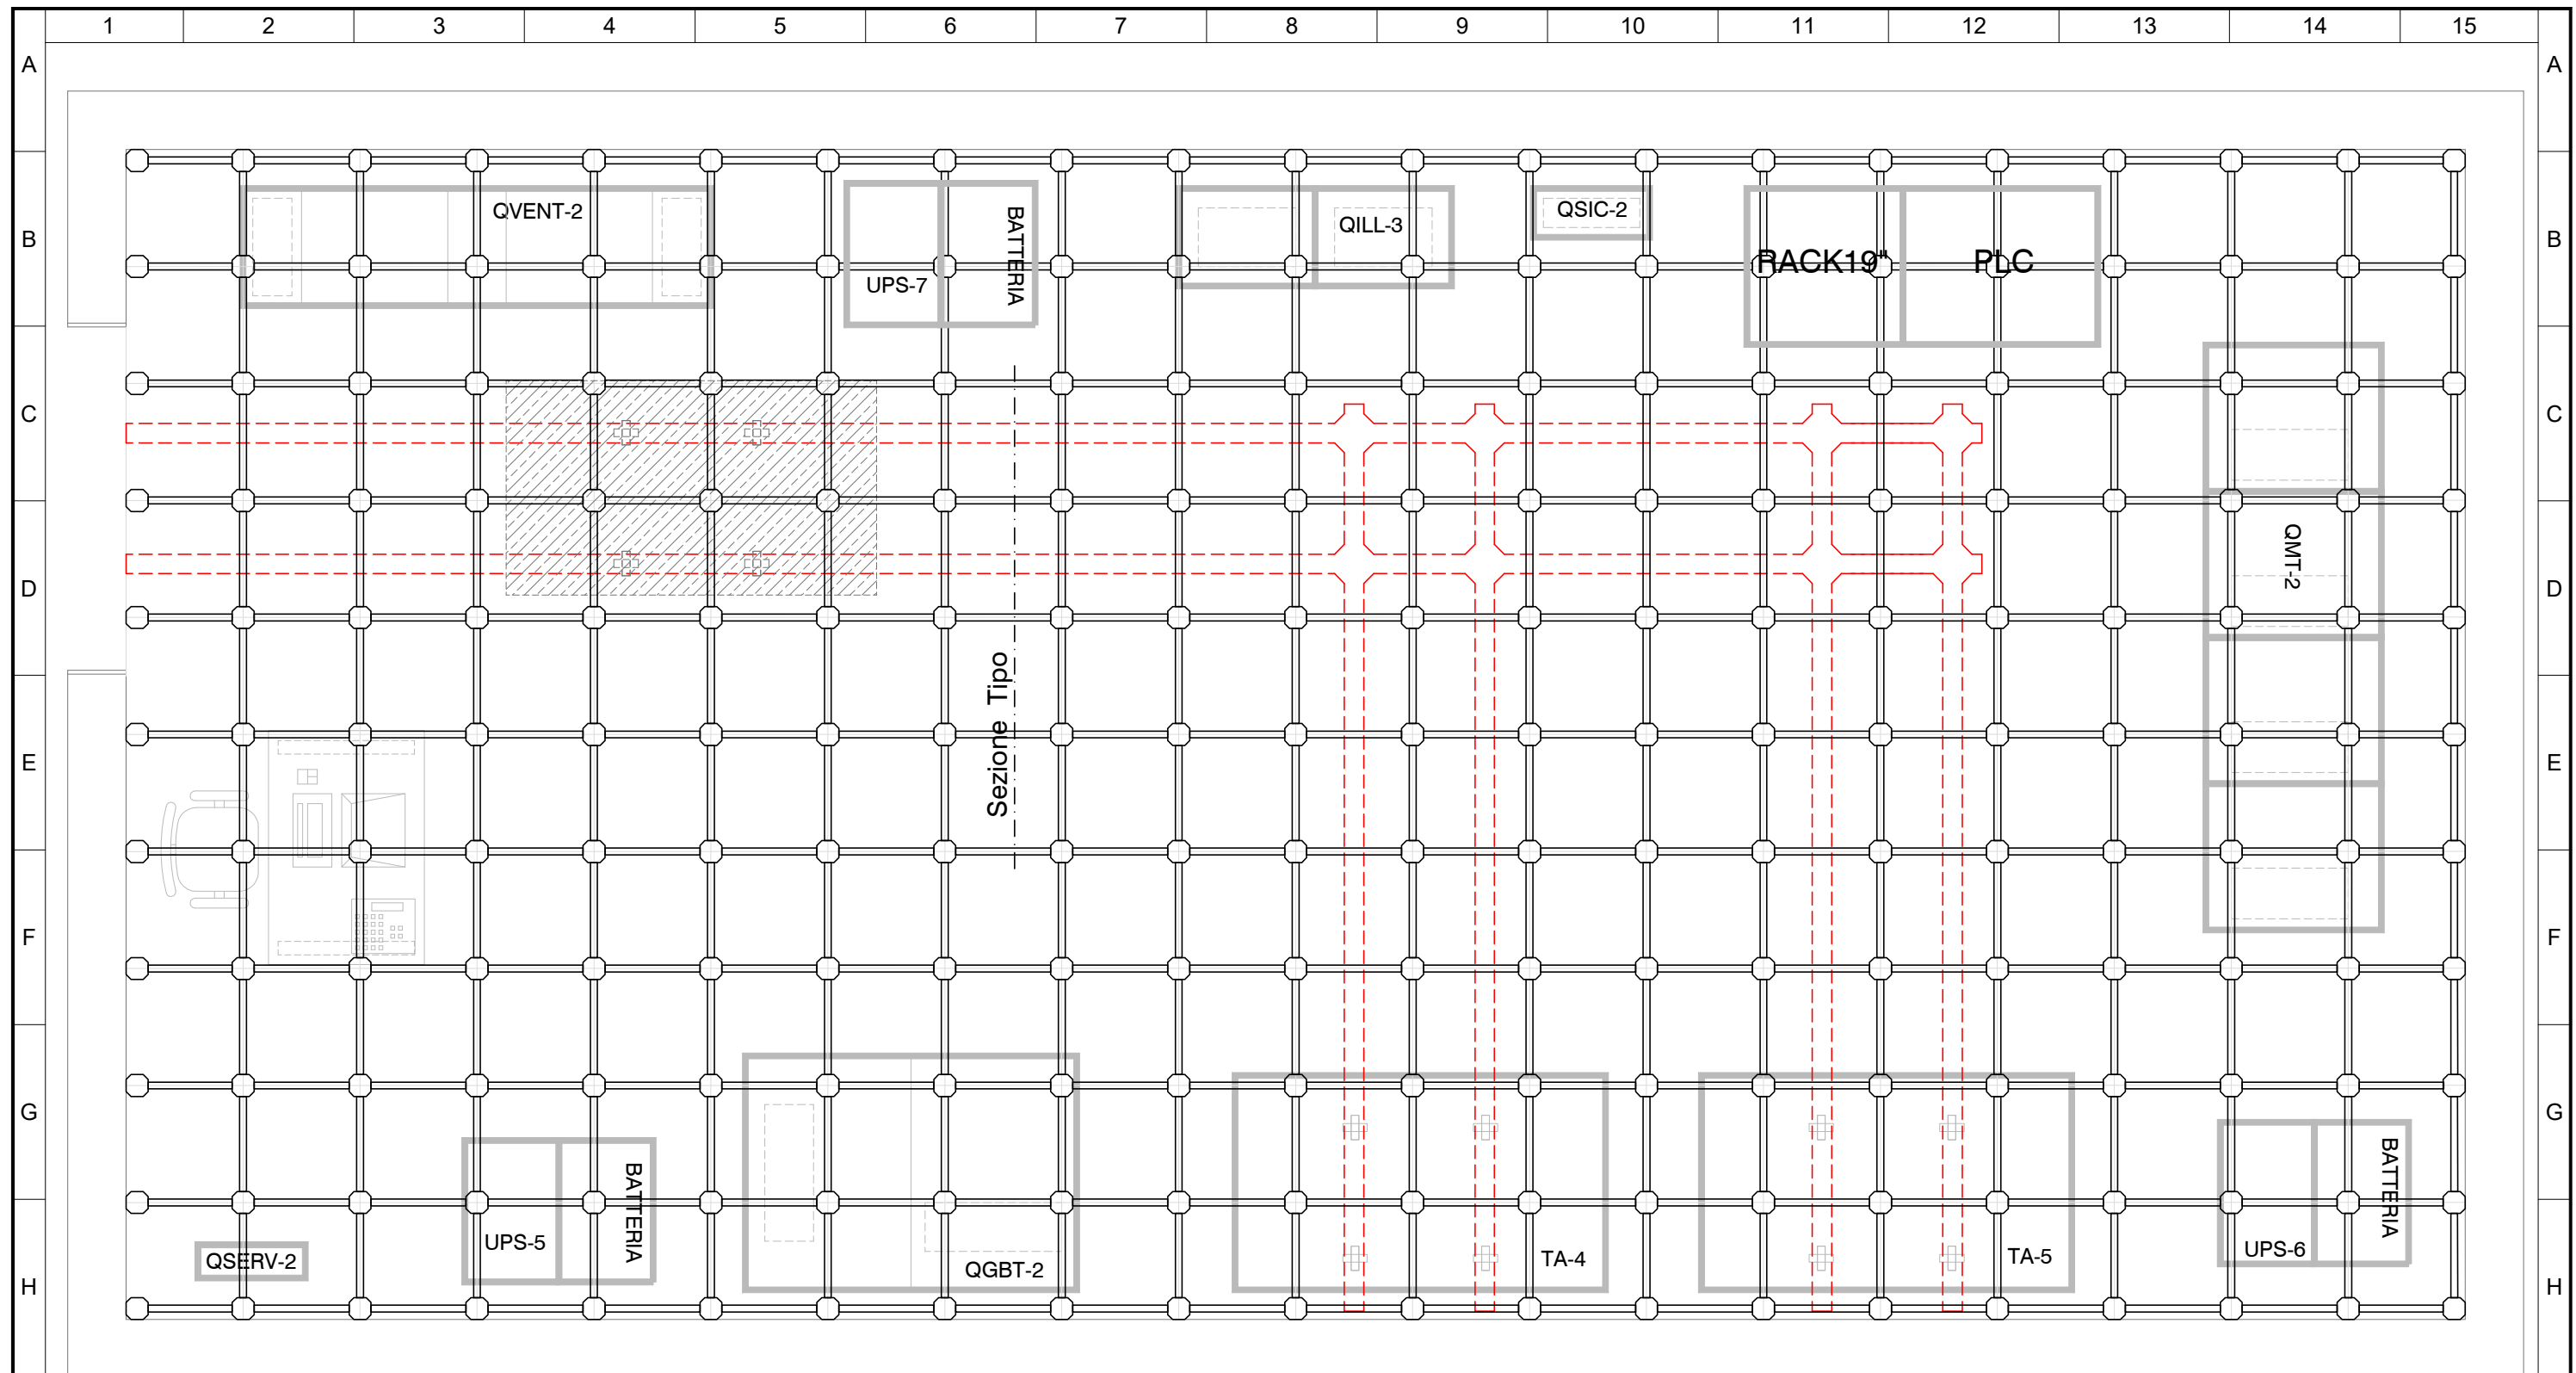 1 2 3 4 5 6 7 8 9 10 11 12 13 14 15
A A
QVENT-2
BATTERIA
QILL-3
QSIC-2
B B
RACK19"
PLC
UPS-7
C C
QMT-2
D D
Sezione Tipo
E E
F F
G G
BATTERIA
BATTERIA
UPS-5
QSERV-2
QGBT-2
TA-4
TA-5
UPS-6
H H